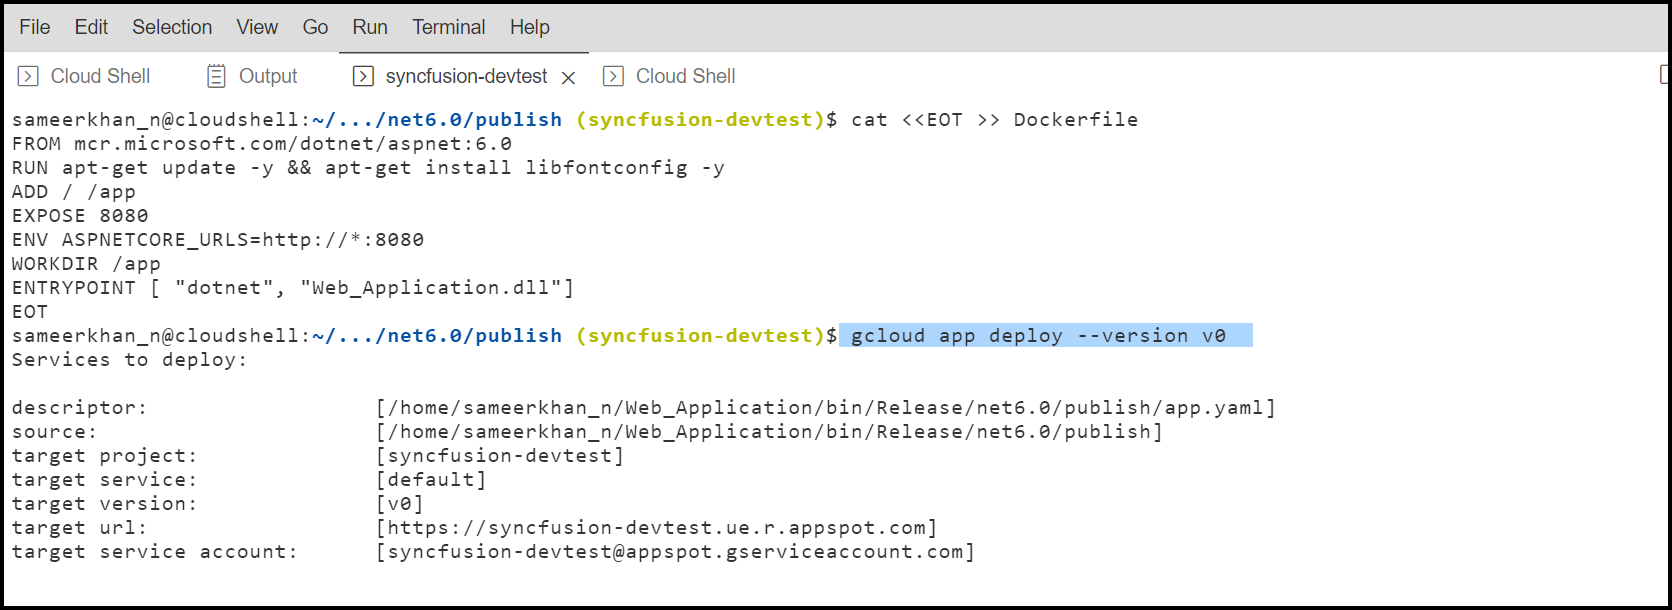 File Edit Selection View Go Run Terminal Help
Cloud Shell Output syncfusion-devtest Cloud Shell
sameerkhan_n@cloudshell:~/.../net6.0/publish (syncfusion-devtest)$ cat <<EOT >> Dockerfile
FROM mcr.microsoft.com/dotnet/aspnet:6.0
RUN apt-get update -y && apt-get install libfontconfig -y
ADD / /app
EXPOSE 8080
ENV ASPNETCORE_URLS=http://*:8080
WORKDIR /app
ENTRYPOINT [ "dotnet", "Web_Application.dll"]
EOT
sameerkhan_n@cloudshell:~/.../net6.0/publish (syncfusion-devtest)$ gcloud app deploy --version v0
Services to deploy:
descriptor: [/home/sameerkhan_n/Web_Application/bin/Release/net6.0/publish/app.yaml]
source: [/home/sameerkhan_n/Web_Application/bin/Release/net6.0/publish]
target project: [syncfusion-devtest]
target service: [default]
target version: [v0]
target url: [https://syncfusion-devtest.ue.r.appspot.com]
target service account: [syncfusion-devtest@appspot.gserviceaccount.com]